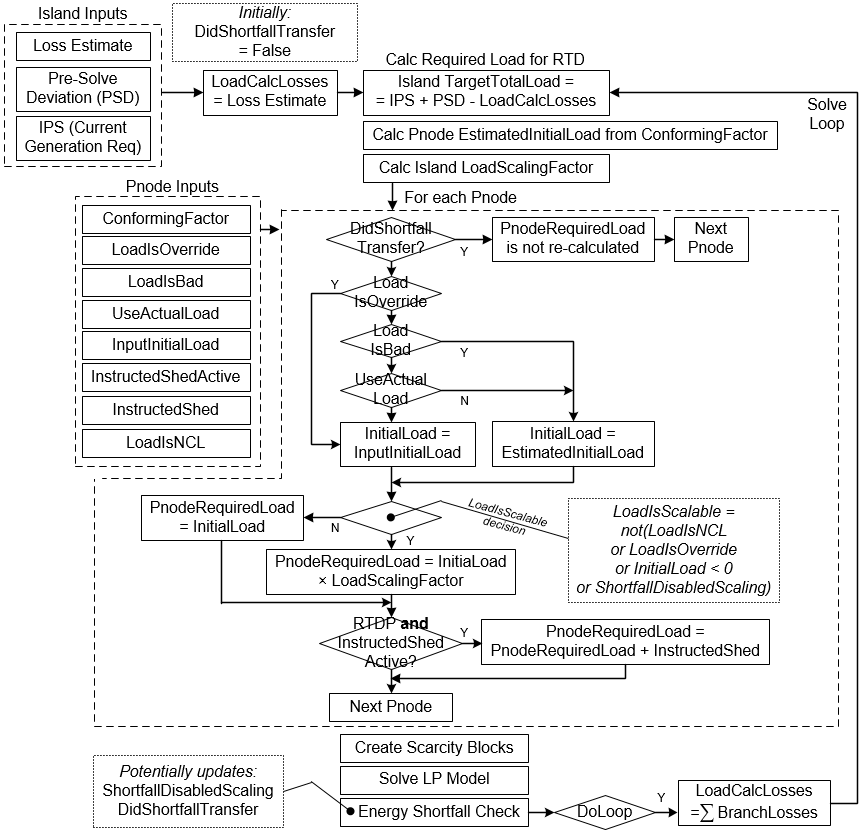 Island Inputs
Loss Estimate
Pre-Solve
Deviation (PSD)
IPS (Current
Generation Req)
Initially:
DidShortfallTransfer
= False
LoadCalcLosses
= Loss Estimate
Calc Required Load for RTD
Island TargetTotalLoad =
= IPS + PSD - LoadCalcLosses
Solve
Loop
Calc Pnode EstimatedInitialLoad from ConformingFactor
Calc Island LoadScalingFactor
For each Pnode
Pnode Inputs
ConformingFactor
LoadIsOverride
LoadIsBad
UseActualLoad
InputInitialLoad
InstructedShedActive
InstructedShed
LoadIsNCL
DidShortfall
Transfer?
Y
PnodeRequiredLoad
is not re-calculated
Next
Pnode
Y
Load
IsOverride
Load
IsBad
Y
UseActual
Load
N
InitialLoad =
InputInitialLoad
InitialLoad =
EstimatedInitialLoad
PnodeRequiredLoad
= InitialLoad
N
Y
LoadIsScalable
decision
LoadIsScalable =
not(LoadIsNCL
or LoadIsOverride
or InitialLoad < 0
or ShortfallDisabledScaling)
PnodeRequiredLoad = InitiaLoad
× LoadScalingFactor
RTDP and
InstructedShed
Active?
Y
PnodeRequiredLoad =
PnodeRequiredLoad + InstructedShed
Next Pnode
Create Scarcity Blocks
Solve LP Model
Energy Shortfall Check
Potentially updates:
ShortfallDisabledScaling
DidShortfallTransfer
DoLoop
Y
LoadCalcLosses
=∑ BranchLosses